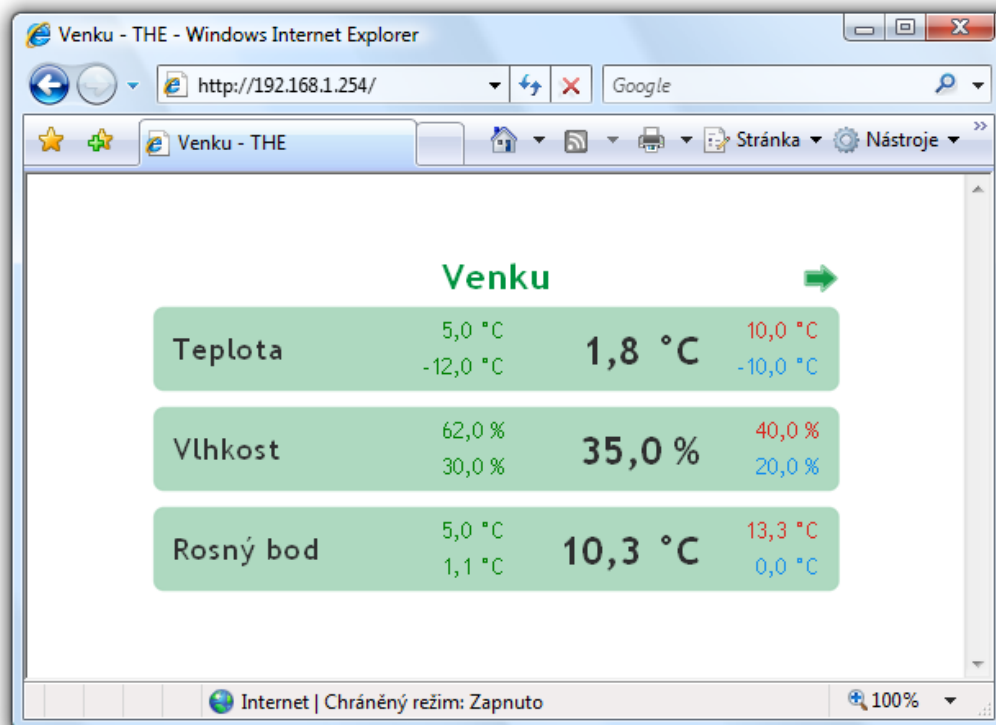 Venku - THE - Windows Internet Explorer
http://192.168.1.254/
Google
Venku - THE
Stránka
Nástroje
Venku
Teplota
5,0 °C
-12,0 °C
1,8 °C
10,0 °C
-10,0 °C
Vlhkost
62,0 %
30,0 %
35,0 %
40,0 %
20,0 %
Rosný bod
5,0 °C
1,1 °C
10,3 °C
13,3 °C
0,0 °C
Internet | Chráněný režim: Zapnuto
100%